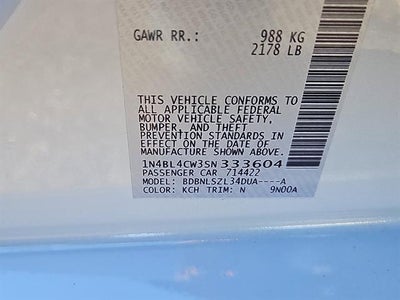 GAWR RR.: 988 KG
2178 LB
THIS VEHICLE CONFORMS TO
ALL APPLICABLE FEDERAL
MOTOR VEHICLE SAFETY,
BUMPER, AND THEFT
PREVENTION STANDARDS IN
EFFECT ON THE DATE OF
MANUFACTURE SHOWN ABOVE.
1N4BL4CW3SN333604
PASSENGER CAR 714422
MODEL: BDBNLSZL34DUA----A
COLOR: KCH TRIM: N 9N00A